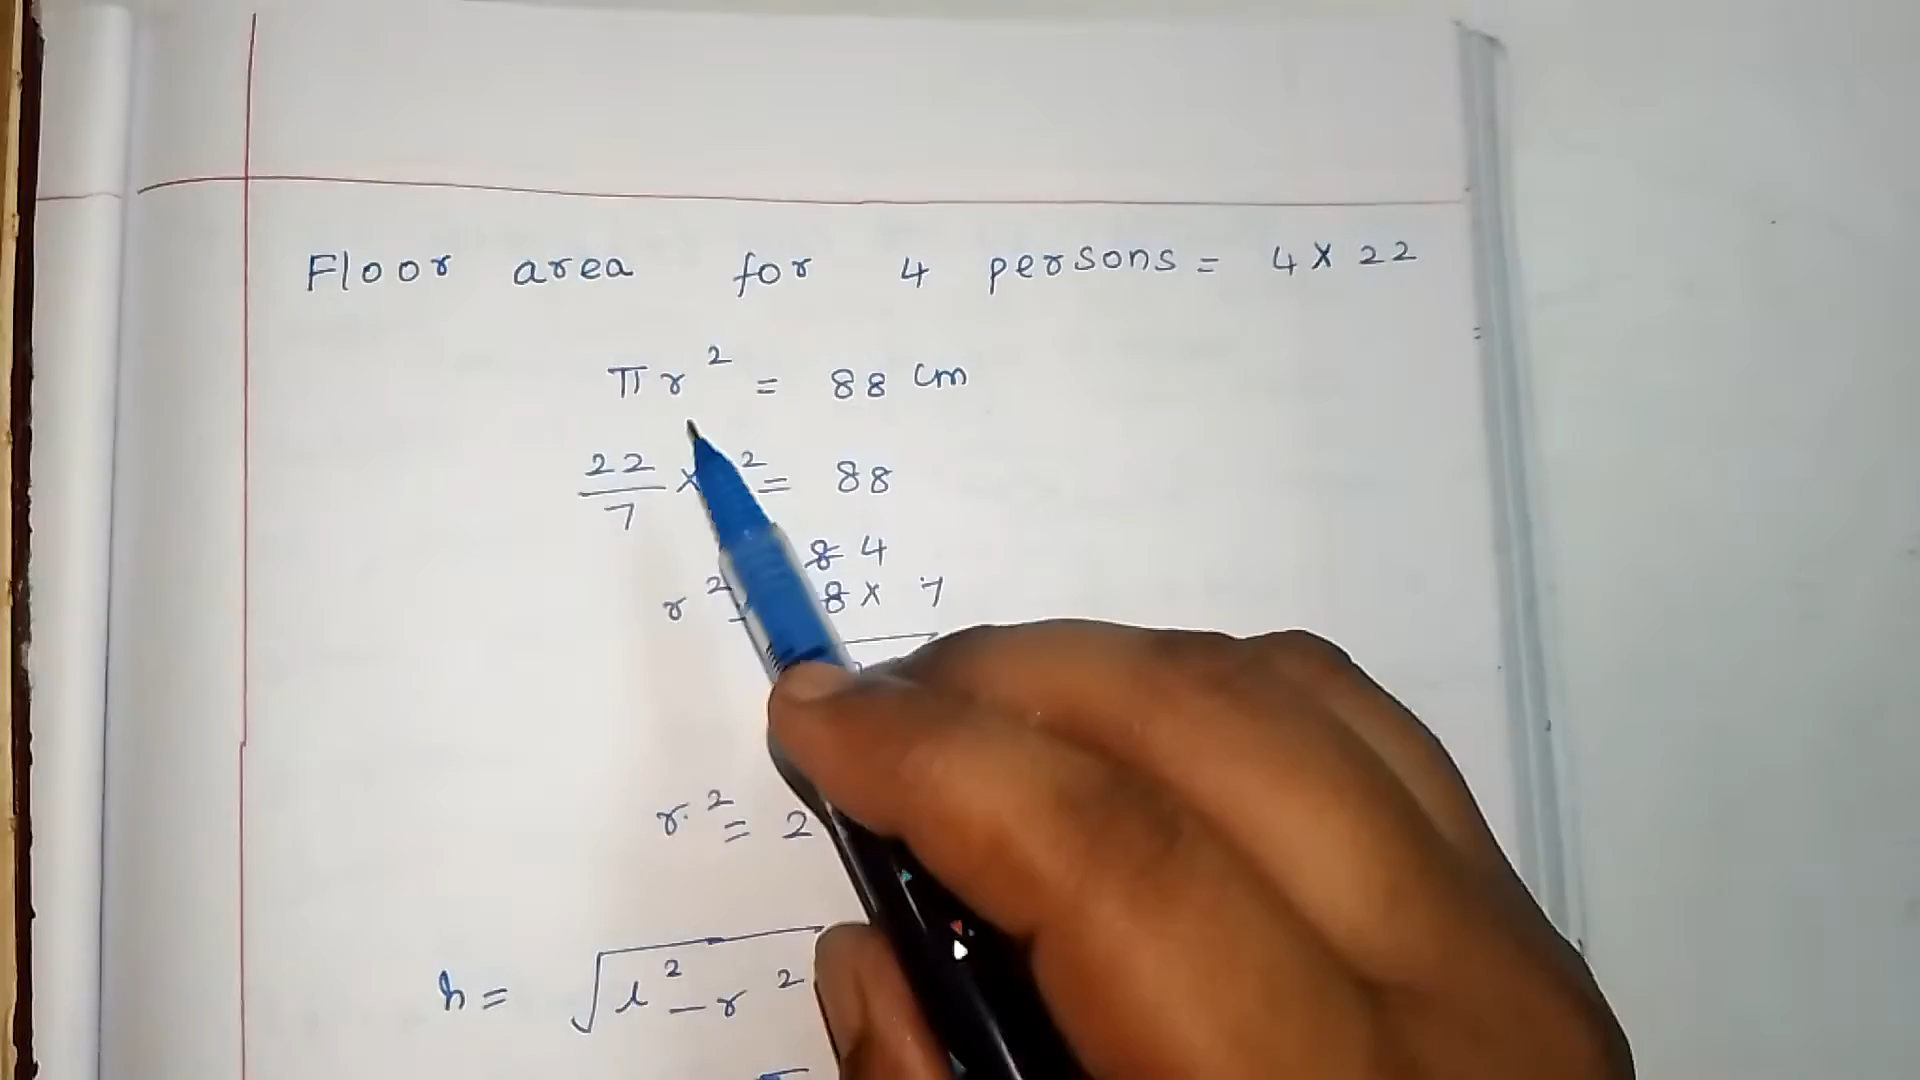 Floor area for 4 persons = 4 × 22
πr² = 88 cm
22/7 × ² = 88
8 4
r² 8 × 7
r² = 2
h = √l² - r²